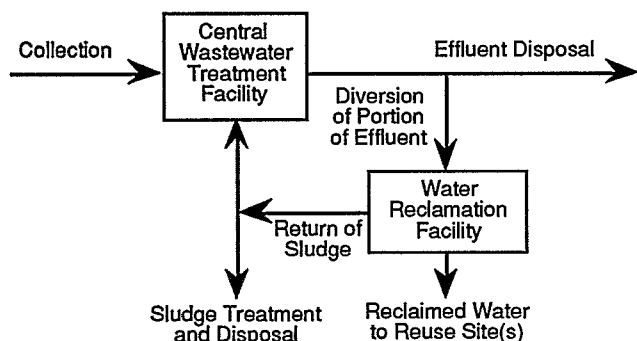 Collection
Central
Wastewater
Treatment
Facility
Effluent Disposal
Diversion
of Portion
of Effluent
Water
Reclamation
Facility
Return of
Sludge
Sludge Treatment
and Disposal
Reclaimed Water
to Reuse Site(s)